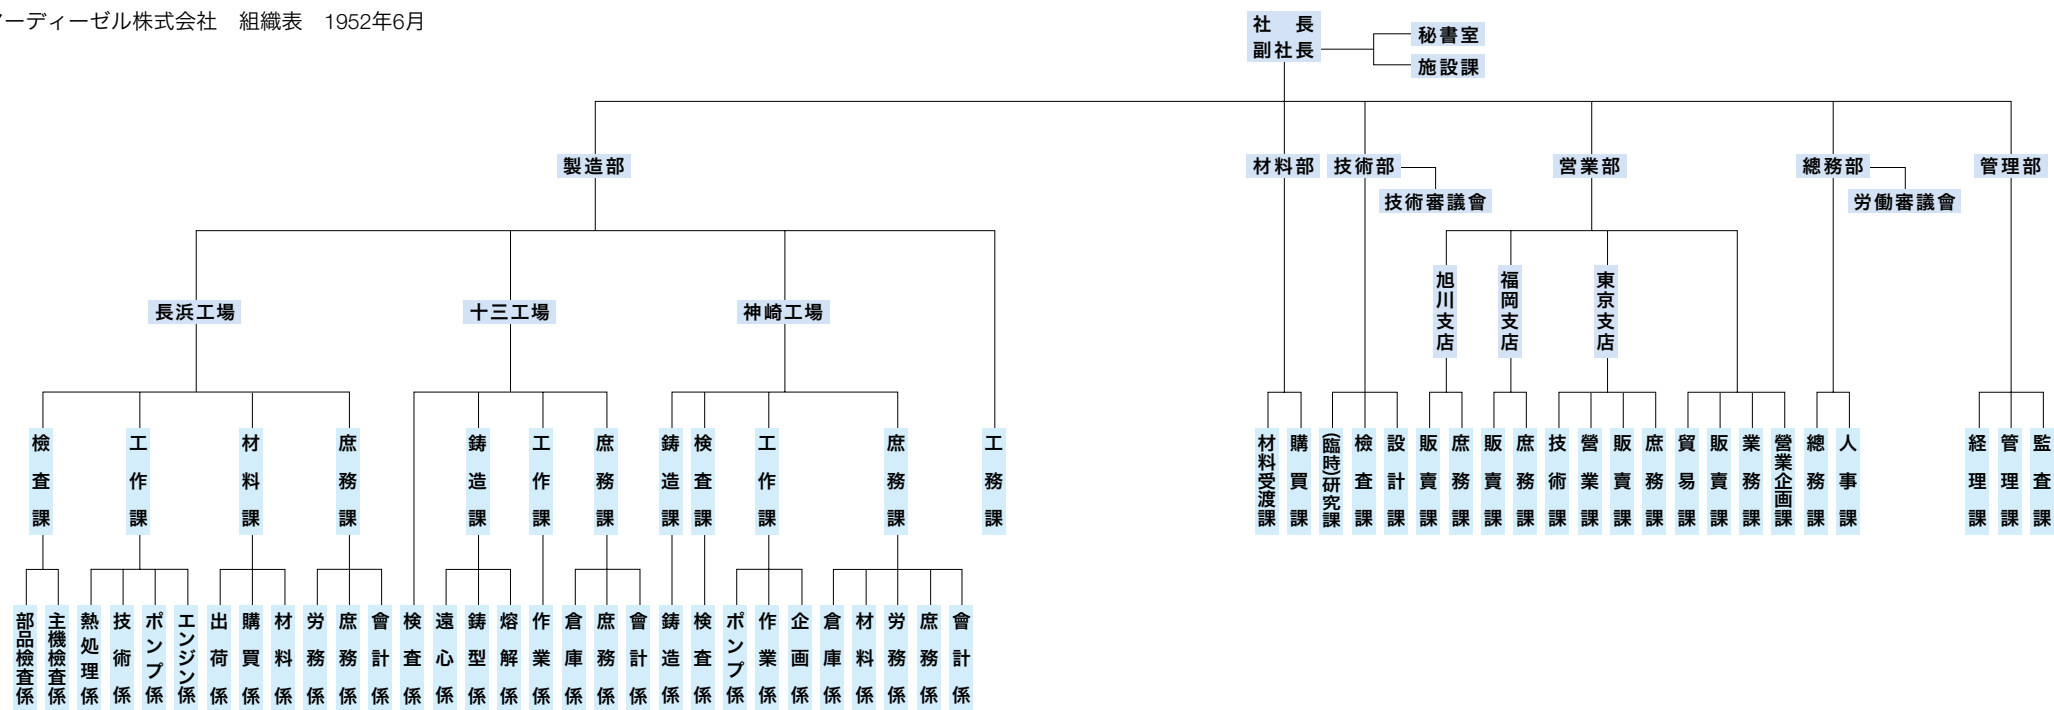 ーディーゼル株式会社　組織表　1952年6月
社　長
副社長
秘書室
施設課
製造部
材料部
技術部
営業部
總務部
管理部
技術審議會
労働審議會
長浜工場
十三工場
神崎工場
旭川支店
福岡支店
東京支店
檢査課
工作課
材料課
庶務課
鋳造課
工作課
庶務課
鋳造課
検査課
工作課
庶務課
工務課
材料受渡課
購買課
(臨時)研究課
檢査課
設計課
販賣課
庶務課
販賣課
庶務課
技術課
営業課
販賣課
庶務課
貿易課
販賣課
業務課
営業企画課
總務課
人事課
経理課
管理課
監査課
部品檢査係
主機檢査係
熱処理係
技術係
ポンプ係
エンジン係
出荷係
購買係
材料係
労務係
庶務係
會計係
検査係
遠心係
鋳型係
熔解係
作業係
倉庫係
庶務係
會計係
鋳造係
検査係
ポンプ係
作業係
企画係
倉庫係
材料係
労務係
庶務係
會計係